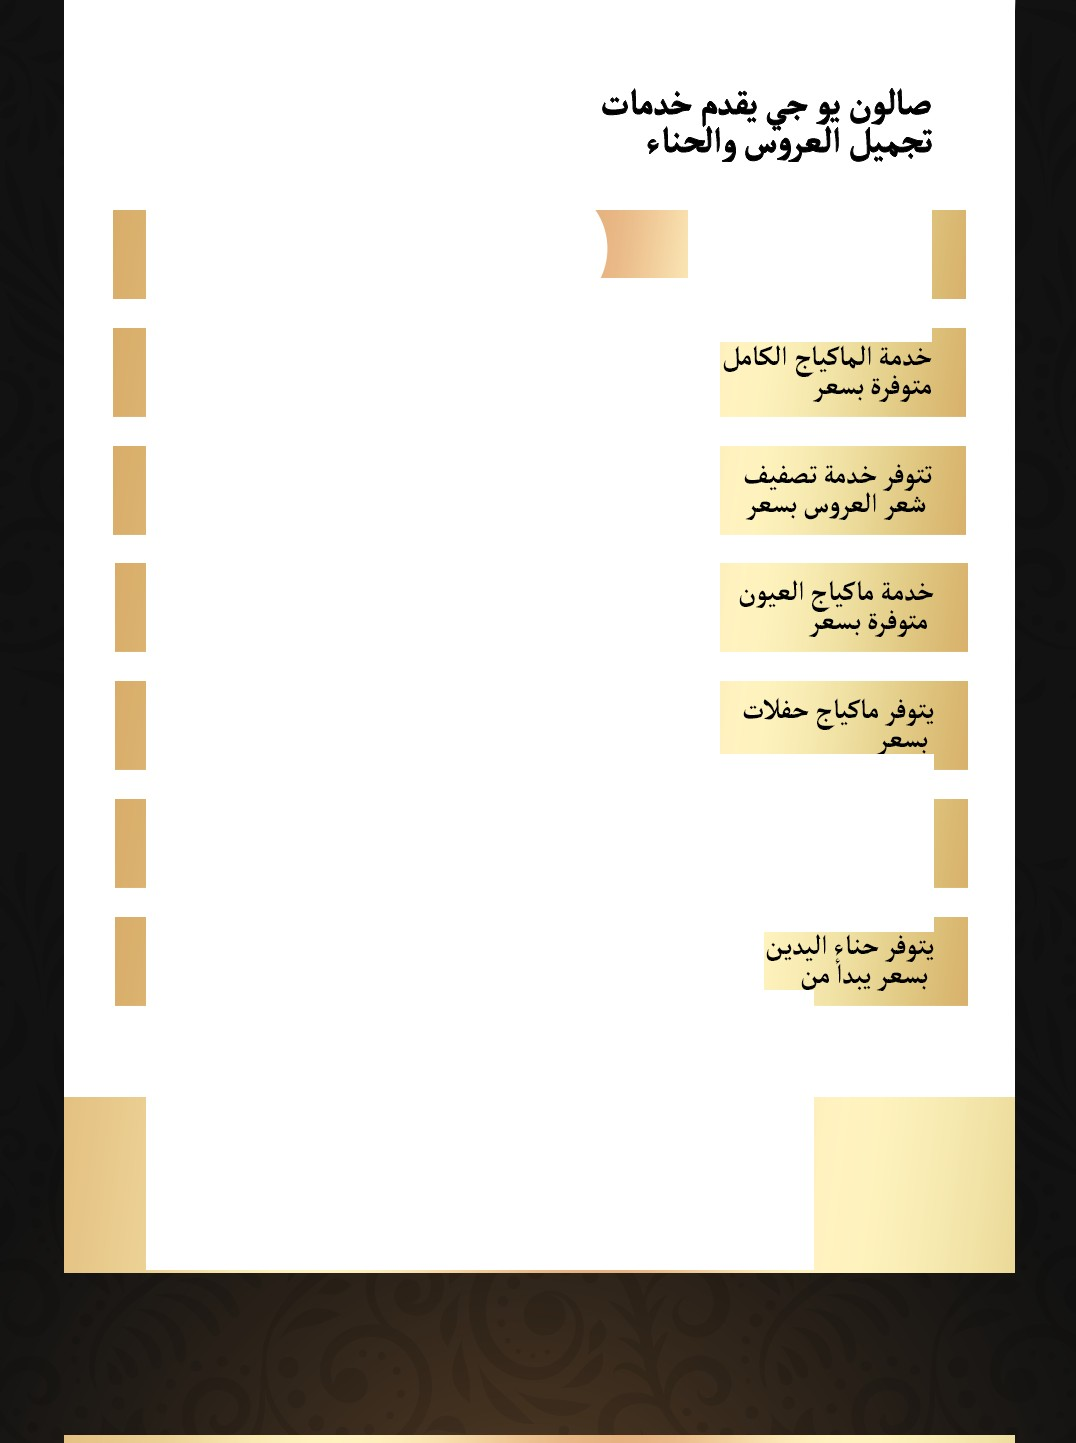 صالون يو جي يقدم خدمات
تجميل العروس والحناء
خدمة الماكياج الكامل
متوفرة بسعر
تتوفر خدمة تصفيف
شعر العروس بسعر
خدمة ماكياج العيون
متوفرة بسعر
يتوفر ماكياج حفلات
بسعر
يتوفر حناء اليدين
بسعر يبدأ من